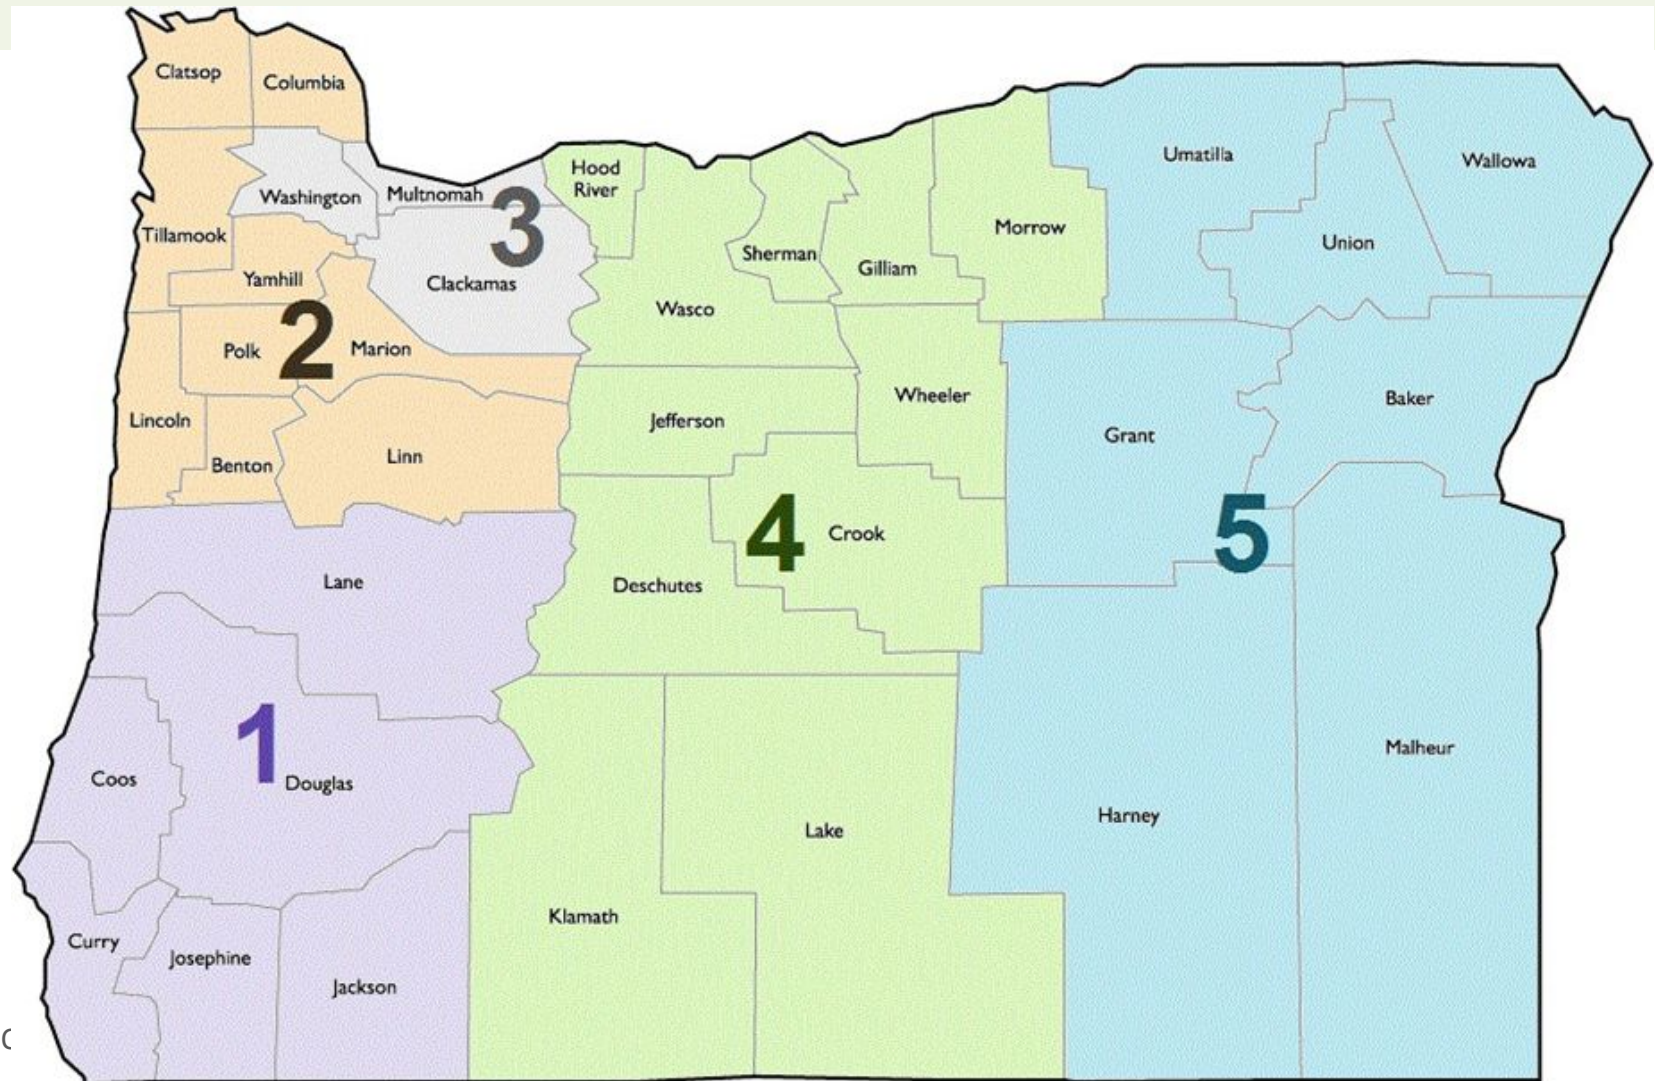 Clatsop
Columbia
Washington
Multnomah
3
Hood
River
Tillamook
Yamhill
Clackamas
Wasco
Sherman
Gilliam
Morrow
Umatilla
Union
Wallowa
Polk
2
Marion
Lincoln
Benton
Linn
Jefferson
Wheeler
Grant
Baker
Lane
Deschutes
4
Crook
5
Coos
1
Douglas
Lake
Harney
Malheur
Curry
Josephine
Jackson
Klamath